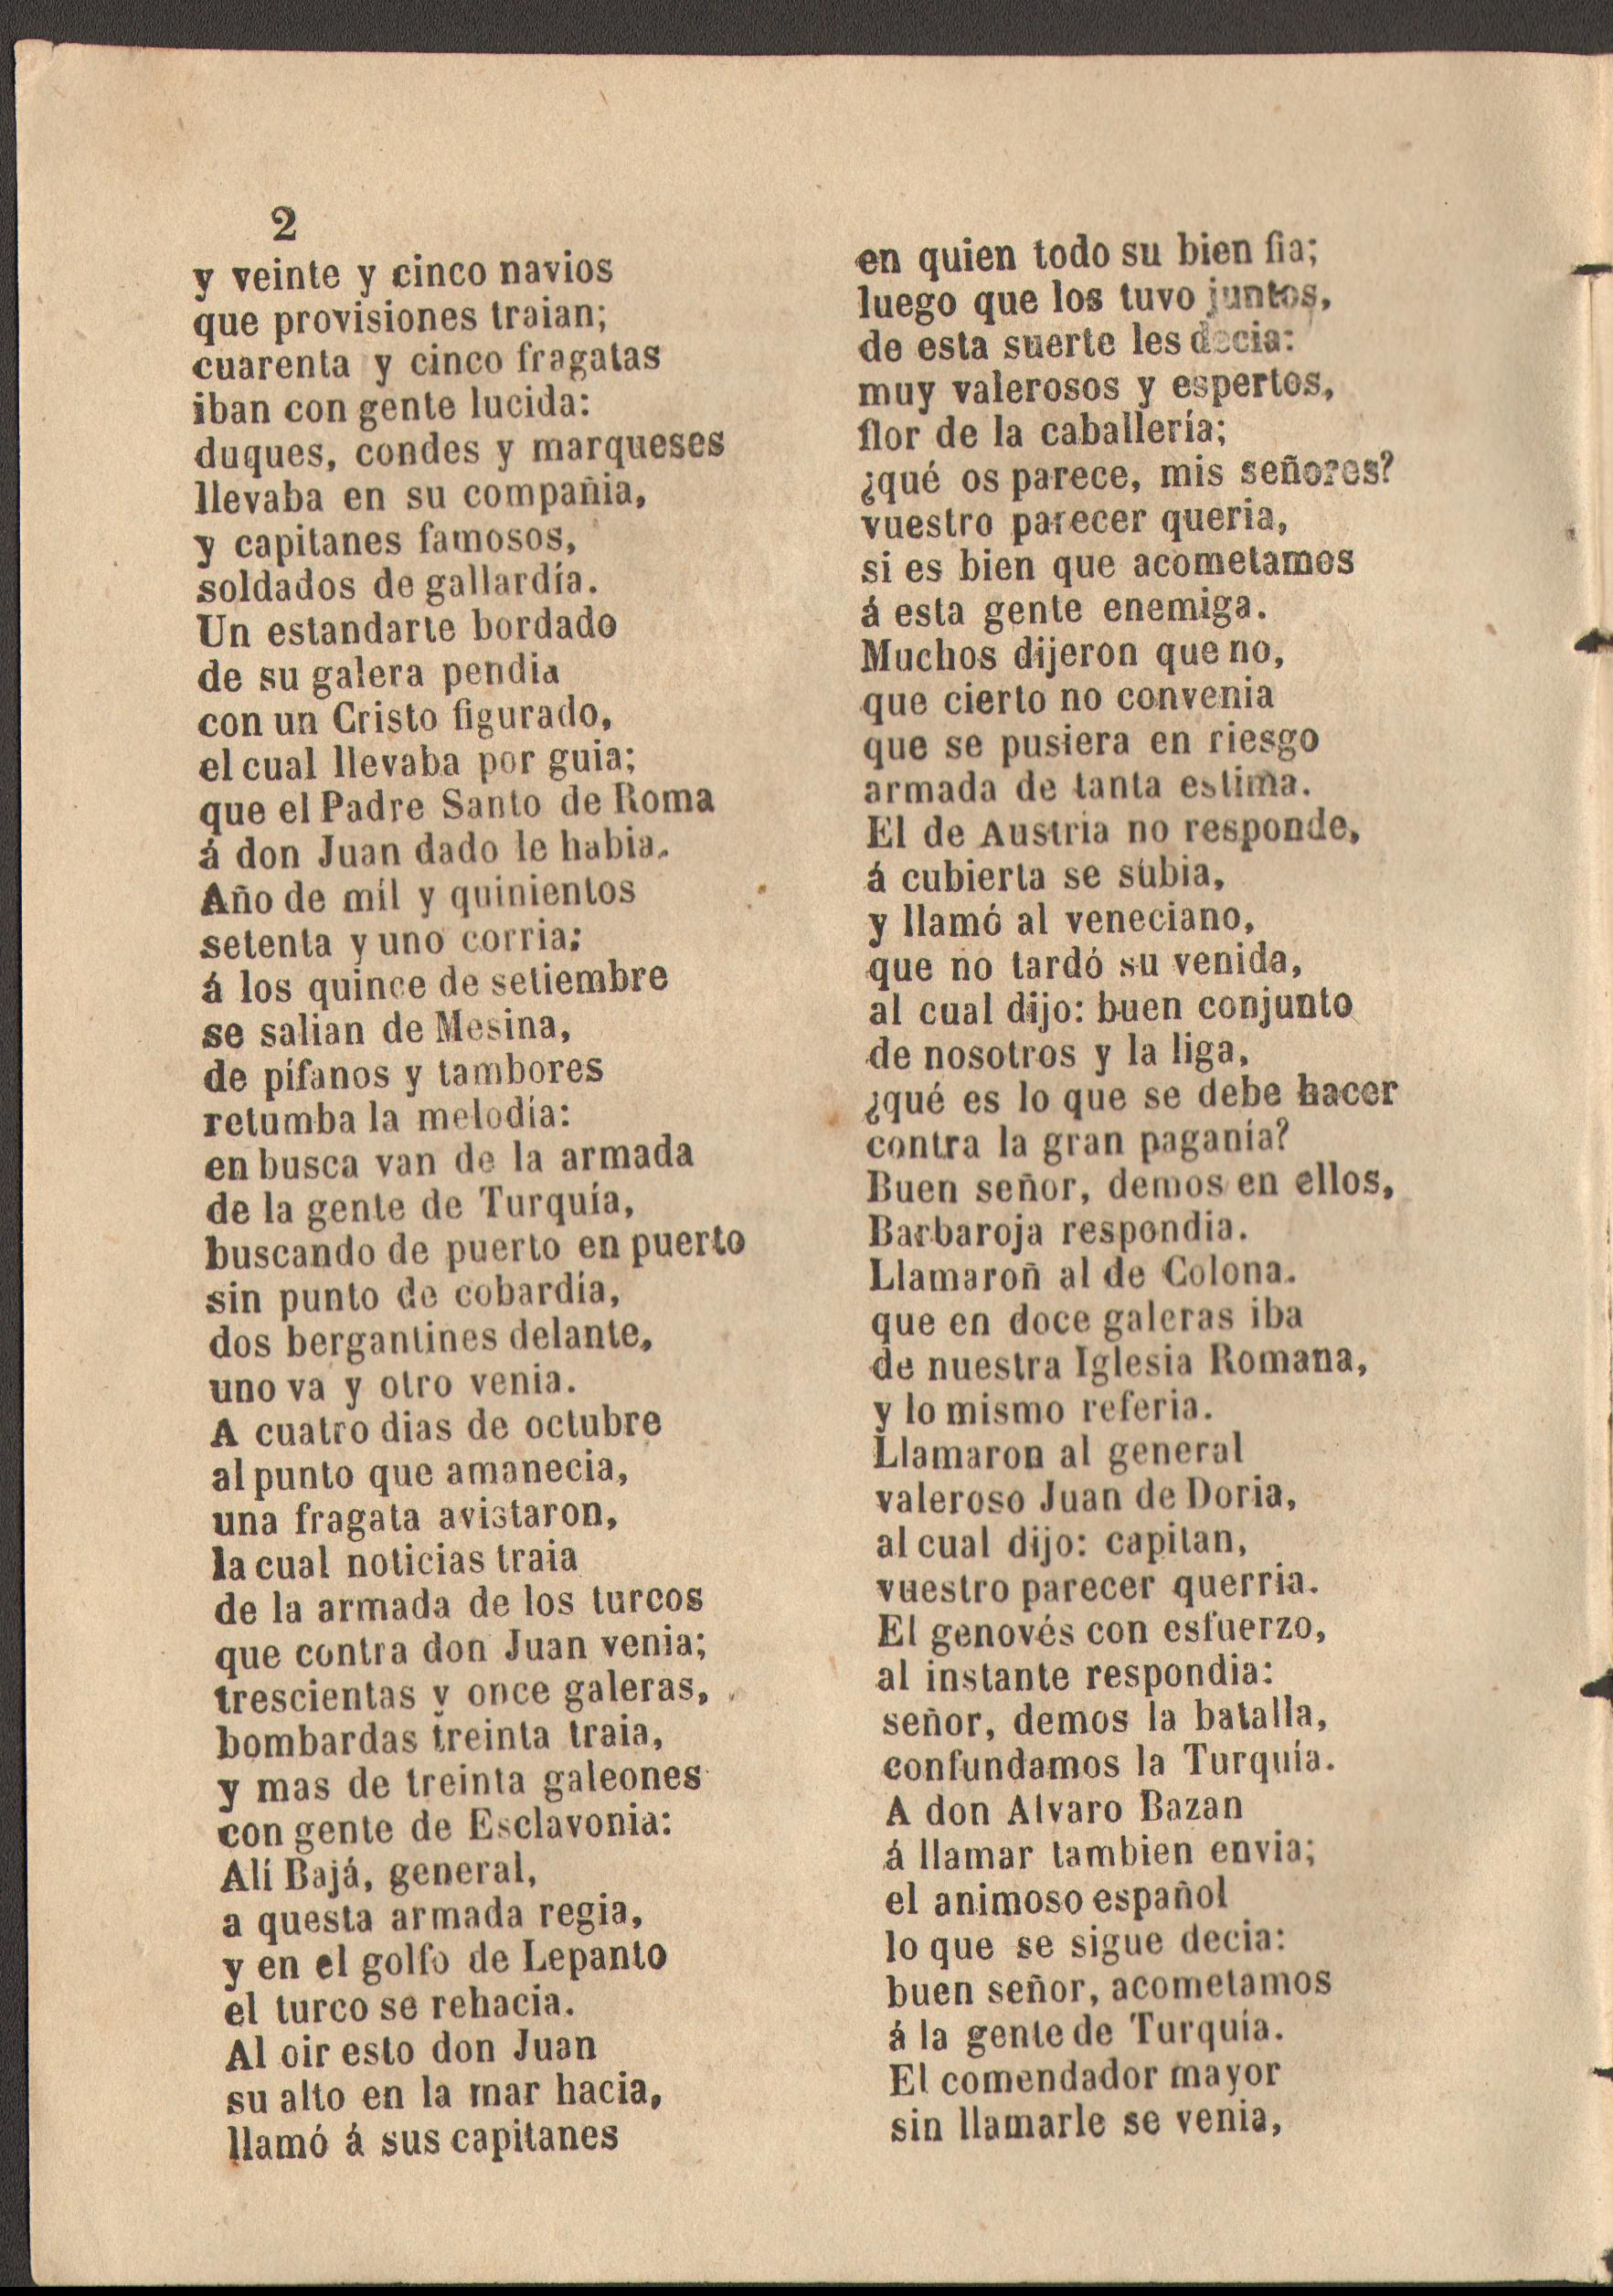 2
y veinte y cinco navios
que provisiones traian;
cuarenta y cinco fragatas
iban con gente lucida:
duques, condes y marqueses
llevaba en su compañia,
y capitanes famosos,
soldados de gallardía.
Un estandarte bordado
de su galera pendia
con un Cristo figurado,
el cual llevaba por guia;
que el Padre Santo de Roma
á don Juan dado le habia.
Año de mil y quinientos
setenta y uno corria;
á los quince de setiembre
se salian de Mesina,
de pífanos y tambores
retumba la melodía:
en busca van de la armada
de la gente de Turquía,
buscando de puerto en puerto
sin punto de cobardía,
dos bergantines delante,
uno va y otro venia.
A cuatro dias de octubre
al punto que amanecia,
una fragata avistaron,
la cual noticias traia
de la armada de los turcos
que contra don Juan venia;
trescientas y once galeras,
bombardas treinta traia,
y mas de treinta galeones
con gente de Esclavonia:
Alí Bajá, general,
a questa armada regia,
y en el golfo de Lepanto
el turco se rehacia.
Al oir esto don Juan
su alto en la mar hacia,
llamó á sus capitanes
en quien todo su bien fia;
luego que los tuvo juntos,
de esta suerte les decia:
muy valerosos y espertos,
flor de la caballería;
¿qué os parece, mis señores?
vuestro parecer queria,
si es bien que acometamos
á esta gente enemiga.
Muchos dijeron que no,
que cierto no convenia
que se pusiera en riesgo
armada de tanta estima.
El de Austria no responde,
á cubierta se subia,
y llamó al veneciano,
que no tardó su venida,
al cual dijo: buen conjunto
de nosotros y la liga,
¿qué es lo que se debe hacer
contra la gran paganía?
Buen señor, demos en ellos,
Barbaroja respondia.
Llamaroñ al de Colona.
que en doce galeras iba
de nuestra Iglesia Romana,
y lo mismo referia.
Llamaron al general
valeroso Juan de Doria,
al cual dijo: capitan,
vuestro parecer querria.
El genovés con esfuerzo,
al instante respondia:
señor, demos la batalla,
confundamos la Turquía.
A don Alvaro Bazan
á llamar tambien envia;
el animoso español
lo que se sigue decia:
buen señor, acometamos
á la gente de Turquía.
El comendador mayor
sin llamarle se venia,